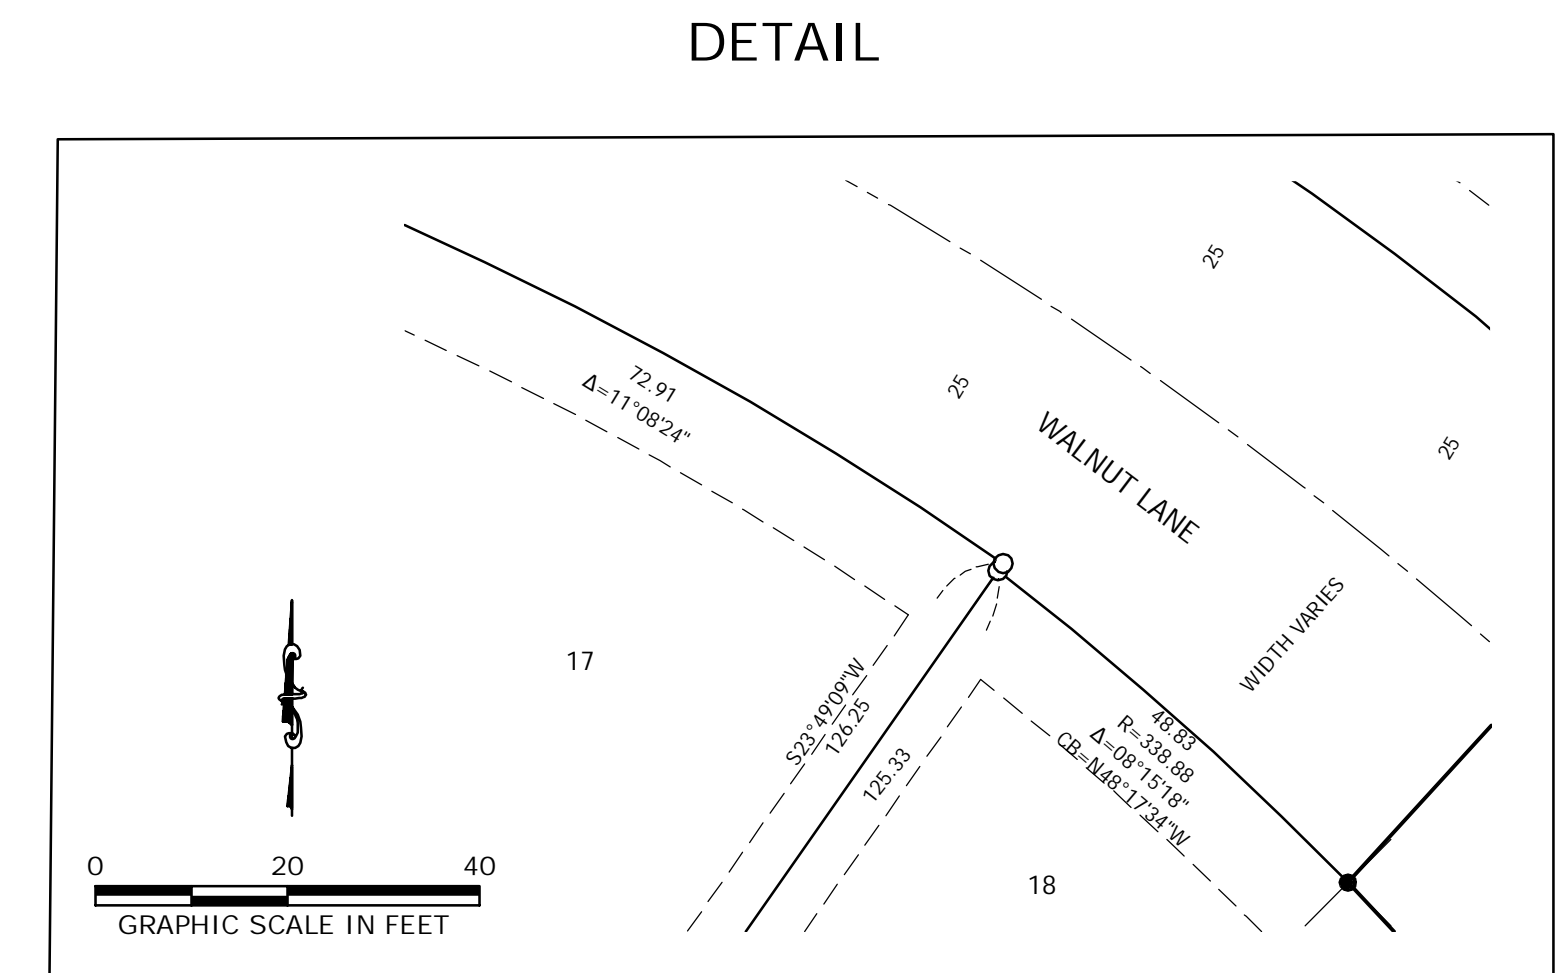 DETAIL
25
25
25
72.91
Δ=11°08'24"
WALNUT LANE
WIDTH VARIES
17
S23°49'09"W
126.25
125.33
48.83
R=338.88
Δ=08°15'18"
CB=N48°17'34"W
18
0 20 40
GRAPHIC SCALE IN FEET